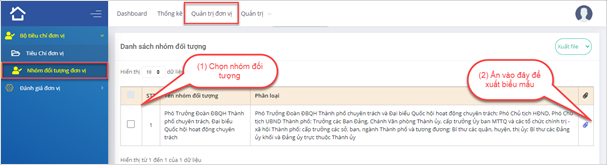 Dashboard Thống kê Quản trị đơn vị Quản trị
Bộ tiêu chí đơn vị
Tiêu Chí đơn vị
Nhóm đối tượng đơn vị
Đánh giá đơn vị
Danh sách nhóm đối tượng
Xuất file
Hiển thị 10 dữ liệu
(1) Chọn nhóm đối tượng
(2) Ấn vào đây để xuất biểu mẫu
STT Tên nhóm đối tượng Phân loại
1
Phó Trưởng Đoàn ĐBQH Thành phố chuyên trách, Đại biểu Quốc hội hoạt động chuyên trách
Phó Trưởng Đoàn ĐBQH Thành phố chuyên trách và Đại biểu Quốc hội hoạt động chuyên trách; Phó Chủ tịch HĐND, Phó Chủ tịch UBND Thành phố; Trưởng các Ban Đảng, Chánh Văn phòng Thành ủy, cấp trưởng Ủy ban MTTQ và các tổ chức chính trị - xã hội Thành phố; cấp trưởng các sở, ban, ngành Thành phố và tương đương; Bí thư các quận, huyện, thị ủy; Bí thư các Đảng ủy khối và Đảng ủy trực thuộc Thành ủy
Hiển thị từ 1 đến 1 của 1 dữ liệu